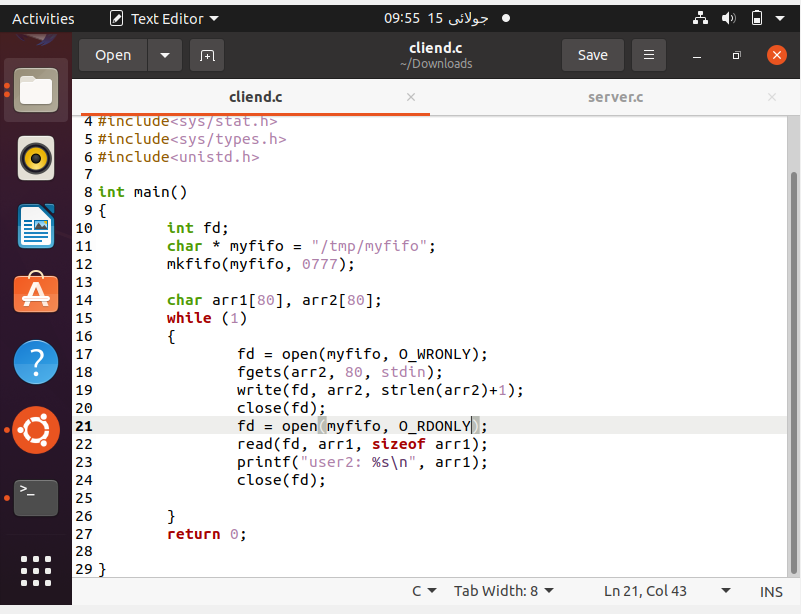 Activities Text Editor 09:55 15 جولائی
Open cliend.c Save
~/Downloads
cliend.c server.c
4 #include<sys/stat.h>
5 #include<sys/types.h>
6 #include<unistd.h>
7
8 int main()
9 {
10 int fd;
11 char * myfifo = "/tmp/myfifo";
12 mkfifo(myfifo, 0777);
13
14 char arr1[80], arr2[80];
15 while (1)
16 {
17 fd = open(myfifo, O_WRONLY);
18 fgets(arr2, 80, stdin);
19 write(fd, arr2, strlen(arr2)+1);
20 close(fd);
21 fd = open(myfifo, O_RDONLY);
22 read(fd, arr1, sizeof arr1);
23 printf("user2: %s\n", arr1);
24 close(fd);
25
26 }
27 return 0;
28
29 }
C Tab Width: 8 Ln 21, Col 43 INS